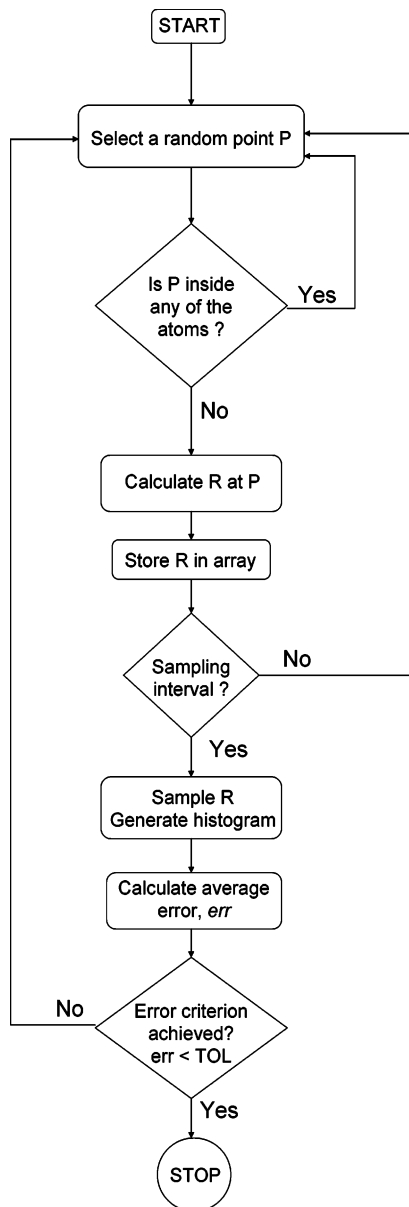 START
Select a random point P
Is P inside
any of the
atoms ?
Yes
No
Calculate R at P
Store R in array
Sampling
interval ?
No
Yes
Sample R
Generate histogram
Calculate average
error, err
No
Error criterion
achieved?
err < TOL
Yes
STOP